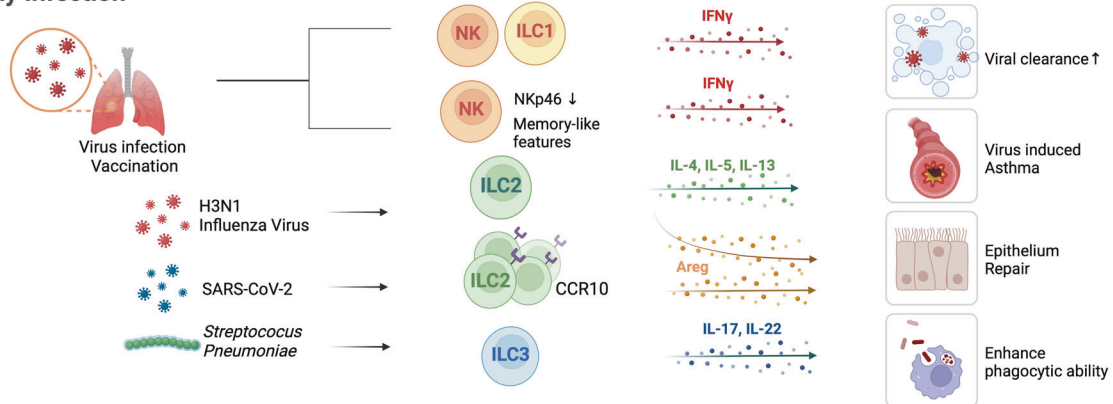 NK
ILC1
IFNγ
Viral clearance↑
Virus infection
Vaccination
NK
NKp46 ↓
Memory-like
features
IFNγ
Virus induced
Asthma
H3N1
Influenza Virus
ILC2
IL-4, IL-5, IL-13
SARS-CoV-2
ILC2
CCR10
Areg
Epithelium
Repair
Streptococus
Pneumoniae
ILC3
IL-17, IL-22
Enhance
phagocytic ability